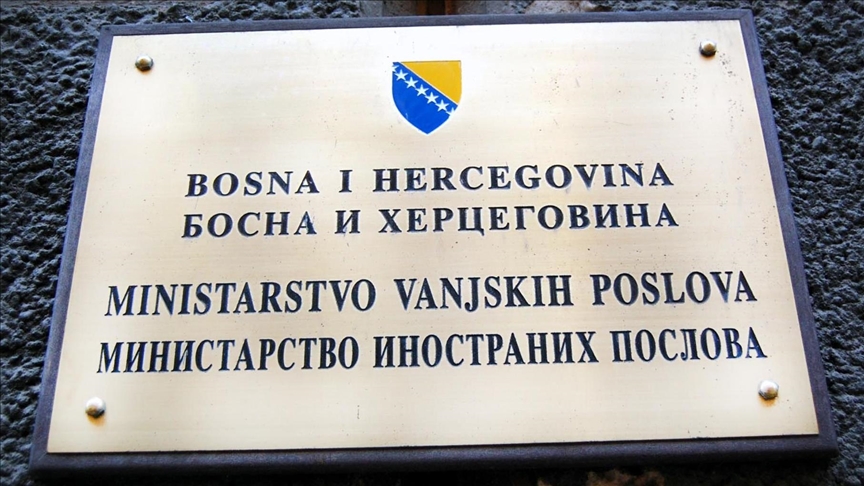 BOSNA I HERCEGOVINA
БОСНА И ХЕРЦЕГОВИНА
MINISTARSTVO VANJSKIH POSLOVA
МИНИСТАРСТВО ИНОСТРАНИХ ПОСЛОВА